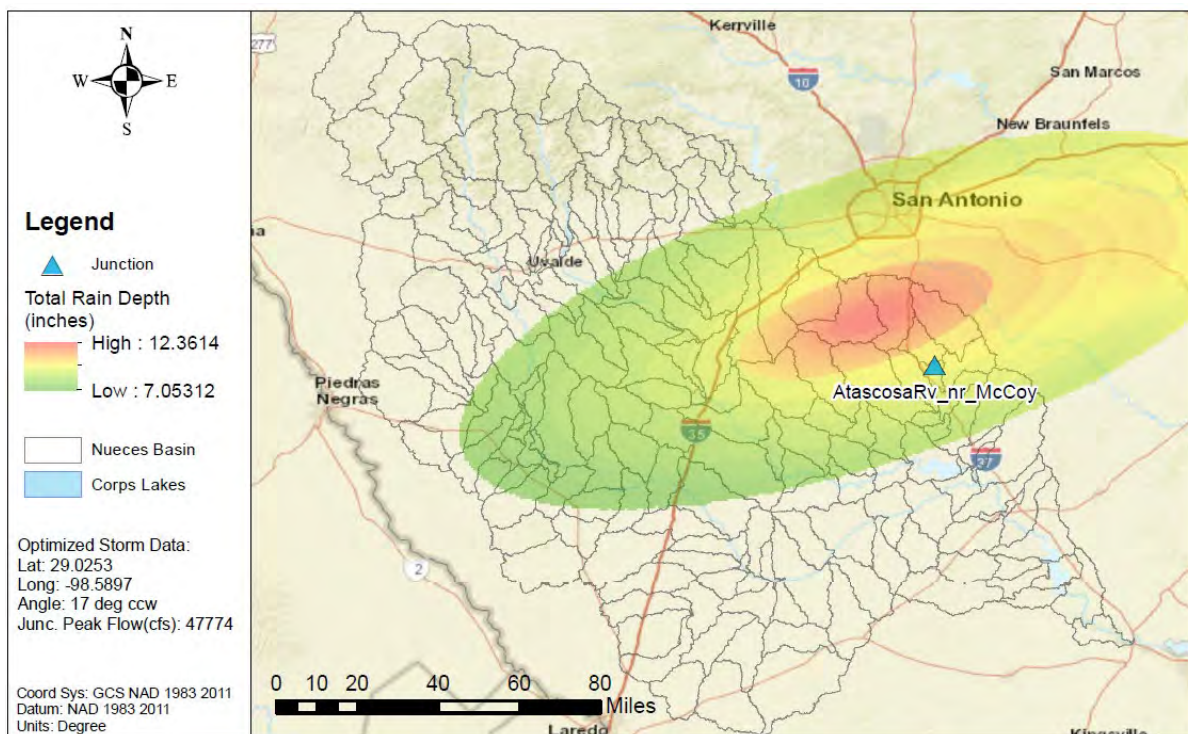 N
W E
S
Legend
Junction
Total Rain Depth
(inches)
High : 12.3614
Low : 7.05312
Nueces Basin
Corps Lakes
Optimized Storm Data:
Lat: 29.0253
Long: -98.5897
Angle: 17 deg ccw
Junc. Peak Flow(cfs): 47774
Coord Sys: GCS NAD 1983 2011
Datum: NAD 1983 2011
Units: Degree
277
Kerrville
10
San Marcos
New Braunfels
San Antonio
Uvalde
na
Piedras
Negras
AtascosaRv_nr_McCoy
35
37
2
0 10 20 40 60 80
Miles
Laredo
Kingsville